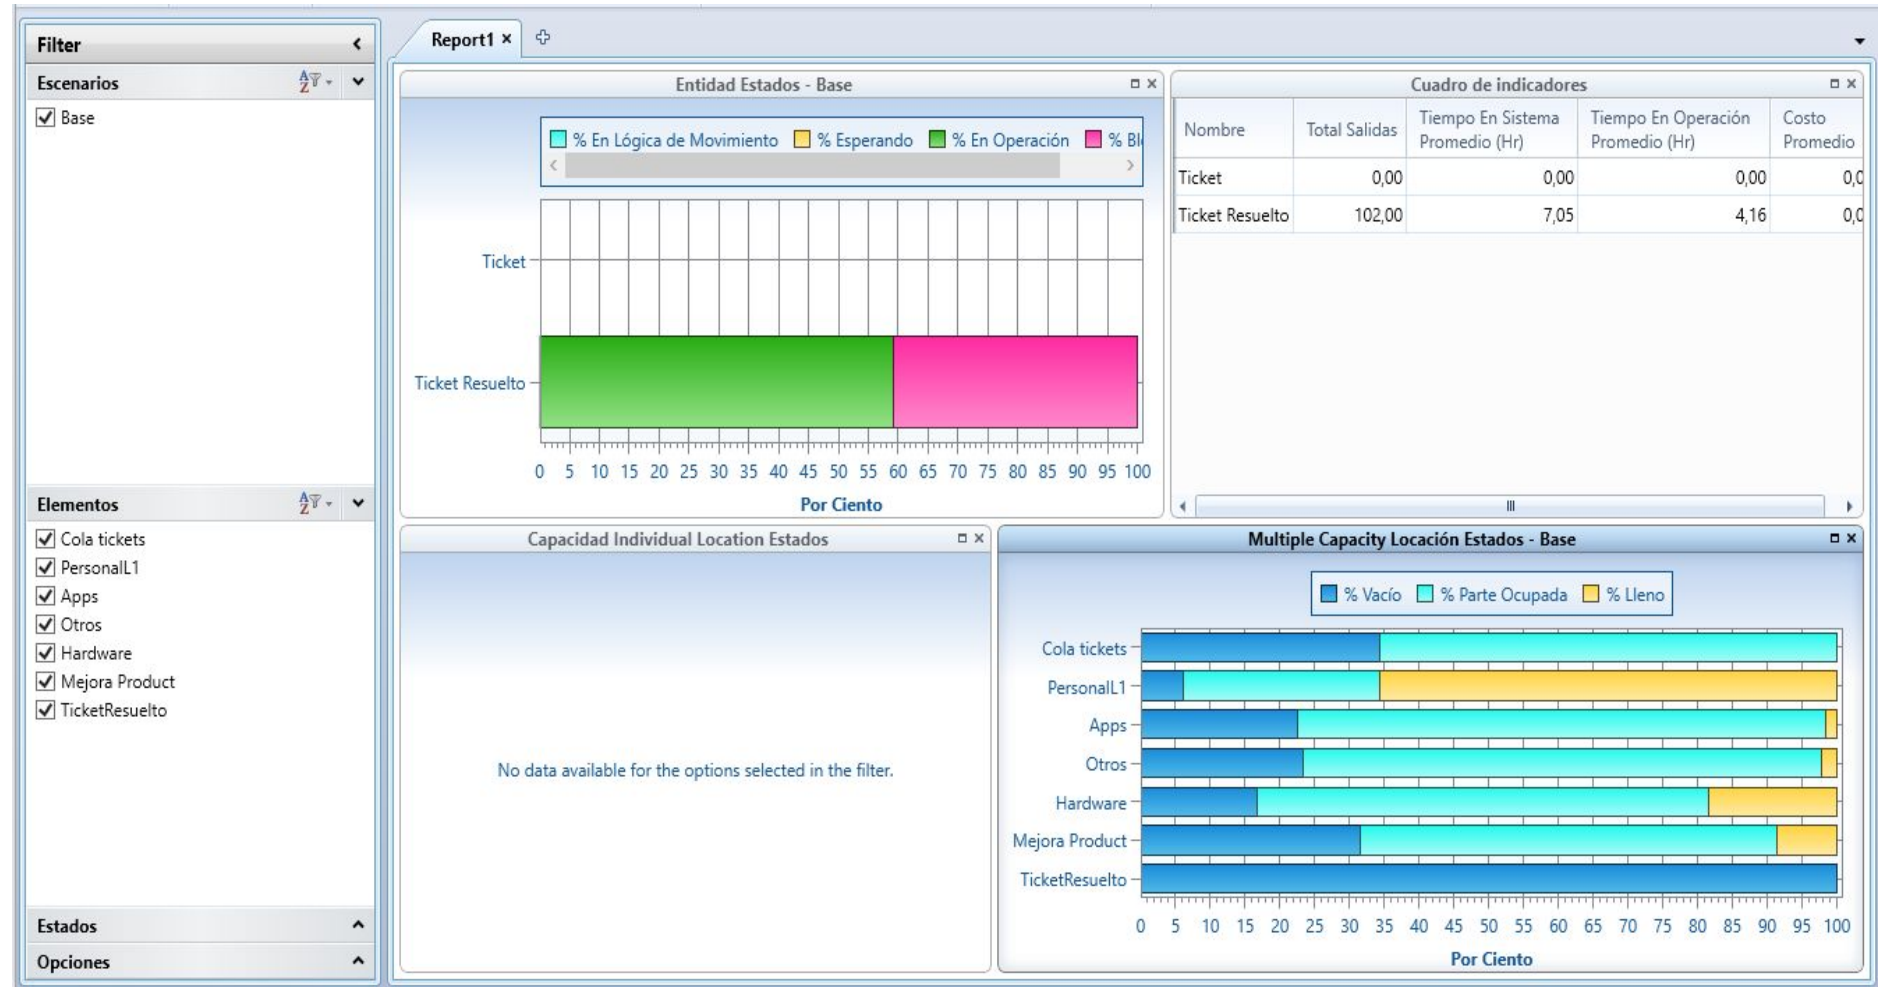 Filter
Escenarios
Base
Elementos
Cola tickets
PersonalL1
Apps
Otros
Hardware
Mejora Product
TicketResuelto
Estados
Opciones
Report1
Entidad Estados - Base
% En Lógica de Movimiento % Esperando % En Operación % Bl
Ticket
Ticket Resuelto
0 5 10 15 20 25 30 35 40 45 50 55 60 65 70 75 80 85 90 95 100
Por Ciento
Cuadro de indicadores
Nombre Total Salidas Tiempo En Sistema Promedio (Hr) Tiempo En Operación Promedio (Hr) Costo Promedio
Ticket 0,00 0,00 0,00 0,0
Ticket Resuelto 102,00 7,05 4,16 0,0
Capacidad Individual Location Estados
No data available for the options selected in the filter.
Multiple Capacity Locación Estados - Base
% Vacío % Parte Ocupada % Lleno
Cola tickets
PersonalL1
Apps
Otros
Hardware
Mejora Product
TicketResuelto
0 5 10 15 20 25 30 35 40 45 50 55 60 65 70 75 80 85 90 95 100
Por Ciento